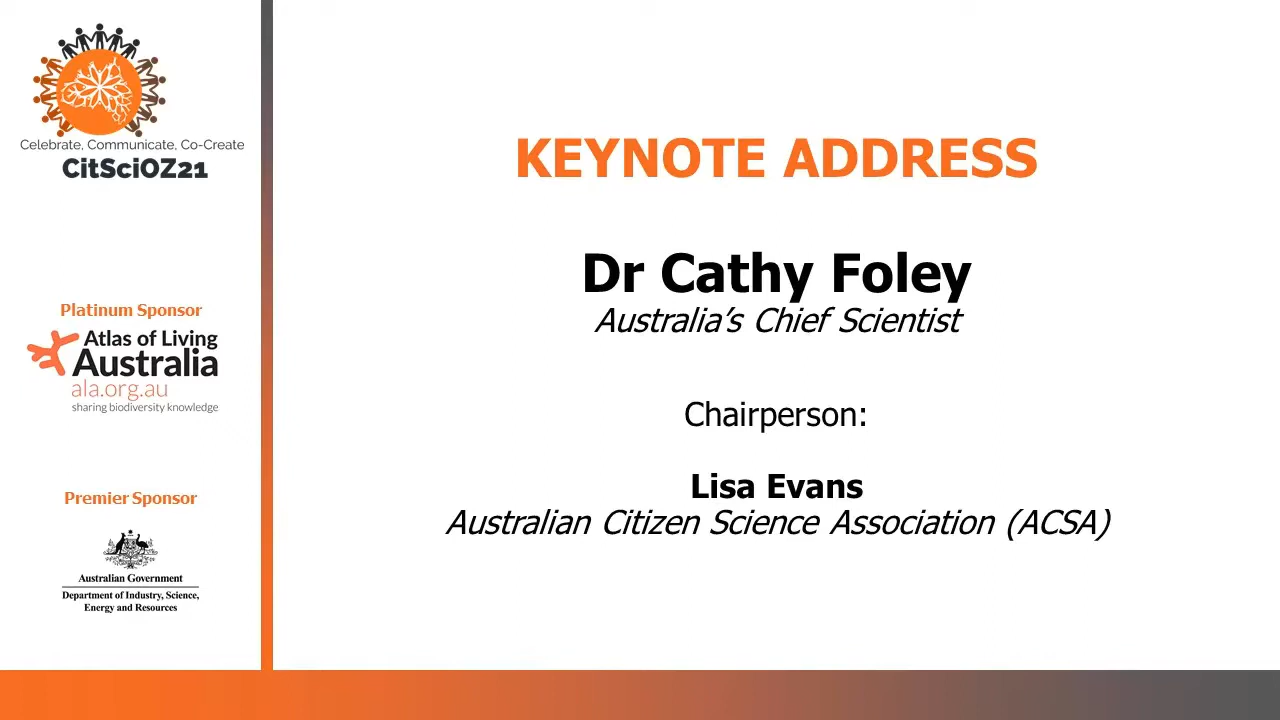 Celebrate, Communicate, Co-Create
CitSciOZ21
Platinum Sponsor
Atlas of Living
Australia
ala.org.au
sharing biodiversity knowledge
Premier Sponsor
Australian Government
Department of Industry, Science,
Energy and Resources
KEYNOTE ADDRESS
Dr Cathy Foley
Australia’s Chief Scientist
Chairperson:
Lisa Evans
Australian Citizen Science Association (ACSA)